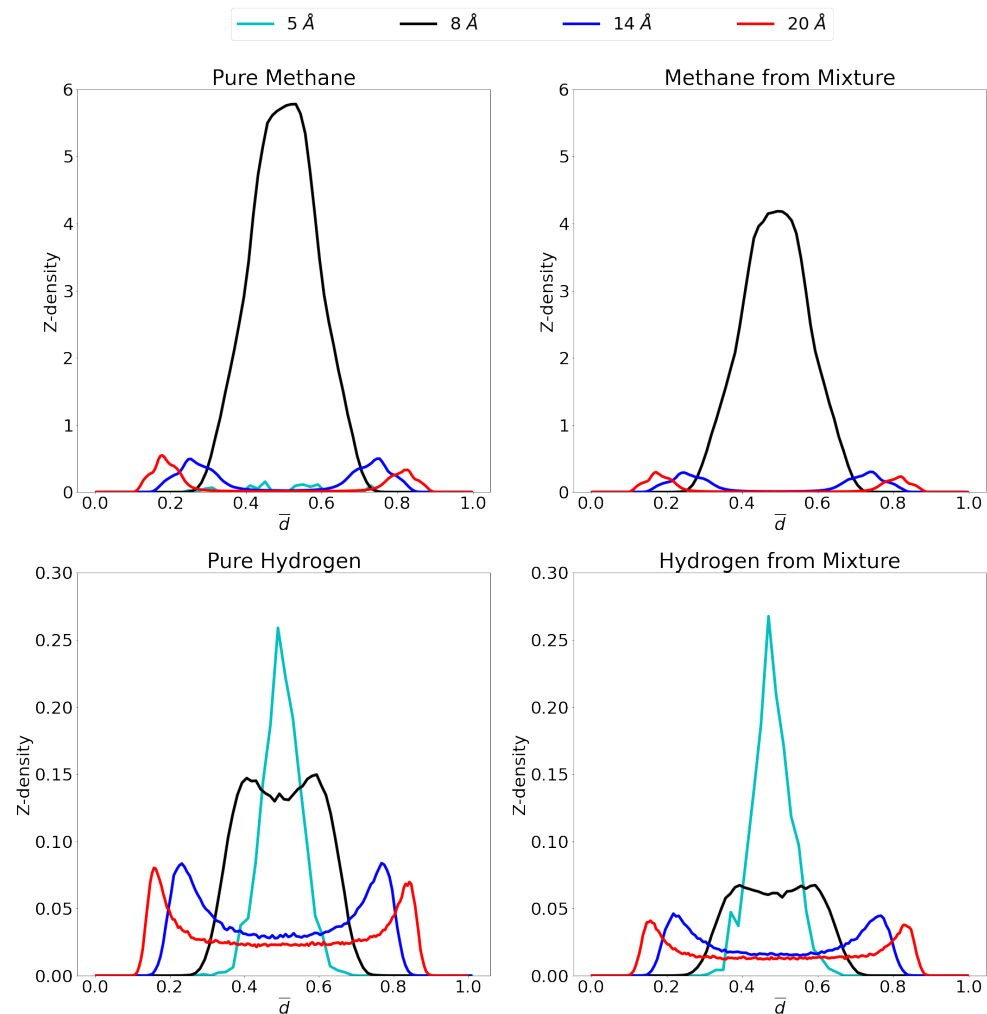 5 Å 8 Å 14 Å 20 Å
Pure Methane
6
5
4
3
2
1
0
Z-density
0.0 0.2 0.4 0.6 0.8 1.0
d̅
Methane from Mixture
6
5
4
3
2
1
0
Z-density
0.0 0.2 0.4 0.6 0.8 1.0
d̅
Pure Hydrogen
0.30
0.25
0.20
0.15
0.10
0.05
0.00
Z-density
0.0 0.2 0.4 0.6 0.8 1.0
d̅
Hydrogen from Mixture
0.30
0.25
0.20
0.15
0.10
0.05
0.00
Z-density
0.0 0.2 0.4 0.6 0.8 1.0
d̅